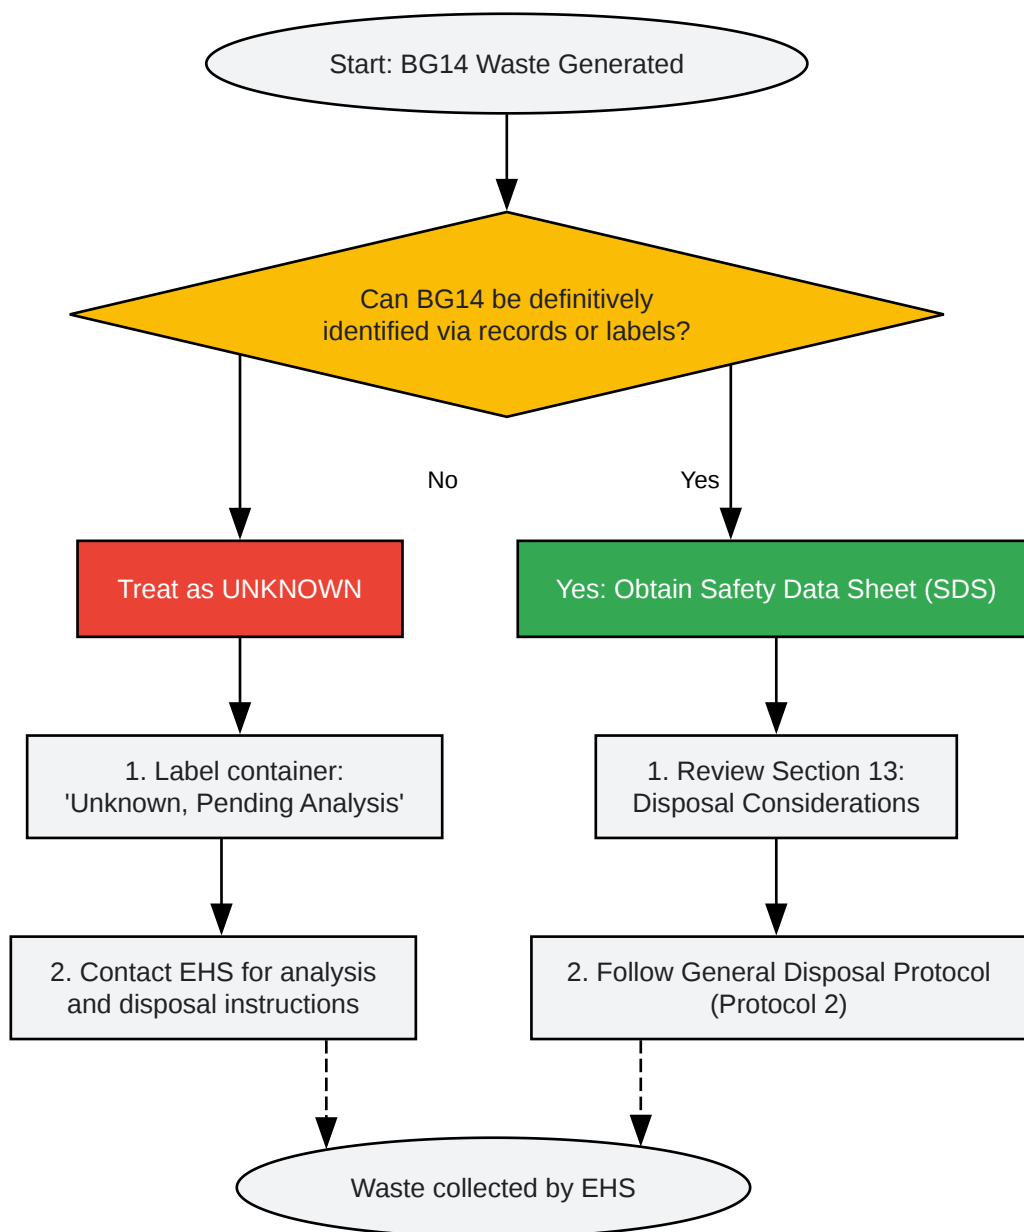 Start: BG14 Waste Generated
Can BG14 be definitively
identified via records or labels?
No
Yes
Treat as UNKNOWN
Yes: Obtain Safety Data Sheet (SDS)
1. Label container:
'Unknown, Pending Analysis'
1. Review Section 13:
Disposal Considerations
2. Contact EHS for analysis
and disposal instructions
2. Follow General Disposal Protocol
(Protocol 2)
Waste collected by EHS